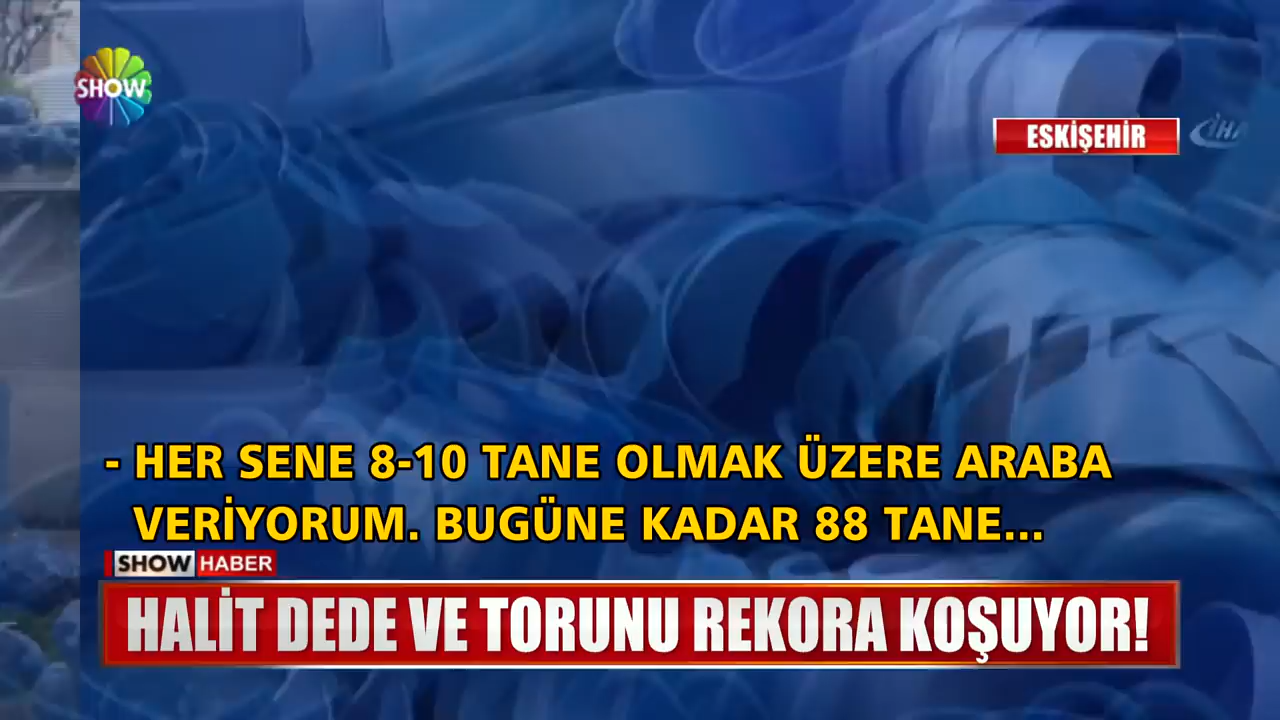 SHOW
ESKİŞEHİR
İHA
- HER SENE 8-10 TANE OLMAK ÜZERE ARABA
VERİYORUM. BUGÜNE KADAR 88 TANE...
SHOW HABER
HALİT DEDE VE TORUNU REKORA KOŞUYOR!